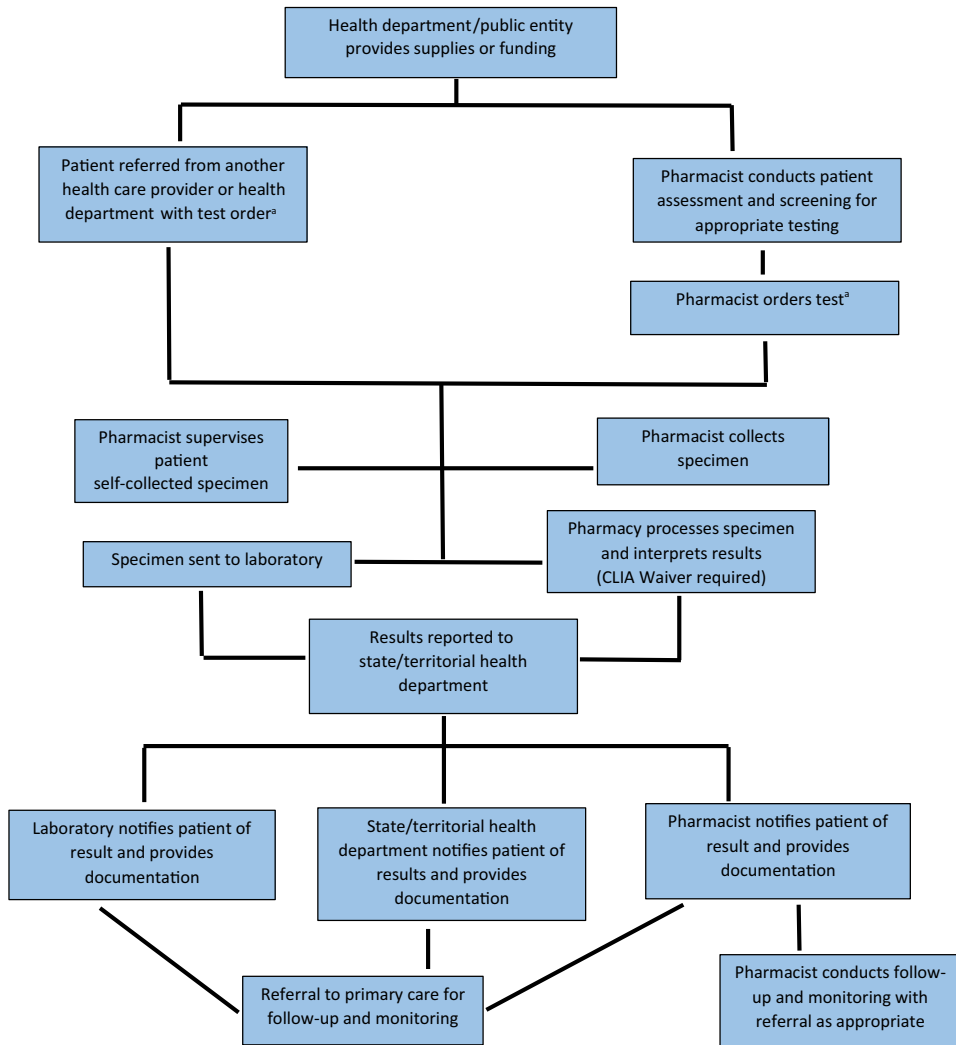 Health department/public entity
provides supplies or funding
Patient referred from another
health care provider or health
department with test orderᵃ
Pharmacist conducts patient
assessment and screening for
appropriate testing
Pharmacist orders testᵃ
Pharmacist supervises
patient
self-collected specimen
Pharmacist collects
specimen
Specimen sent to laboratory
Pharmacy processes specimen
and interprets results
(CLIA Waiver required)
Results reported to
state/territorial health
department
Laboratory notifies patient of
result and provides
documentation
State/territorial health
department notifies patient of
results and provides
documentation
Pharmacist notifies patient of
result and provides
documentation
Referral to primary care for
follow-up and monitoring
Pharmacist conducts follow-
up and monitoring with
referral as appropriate